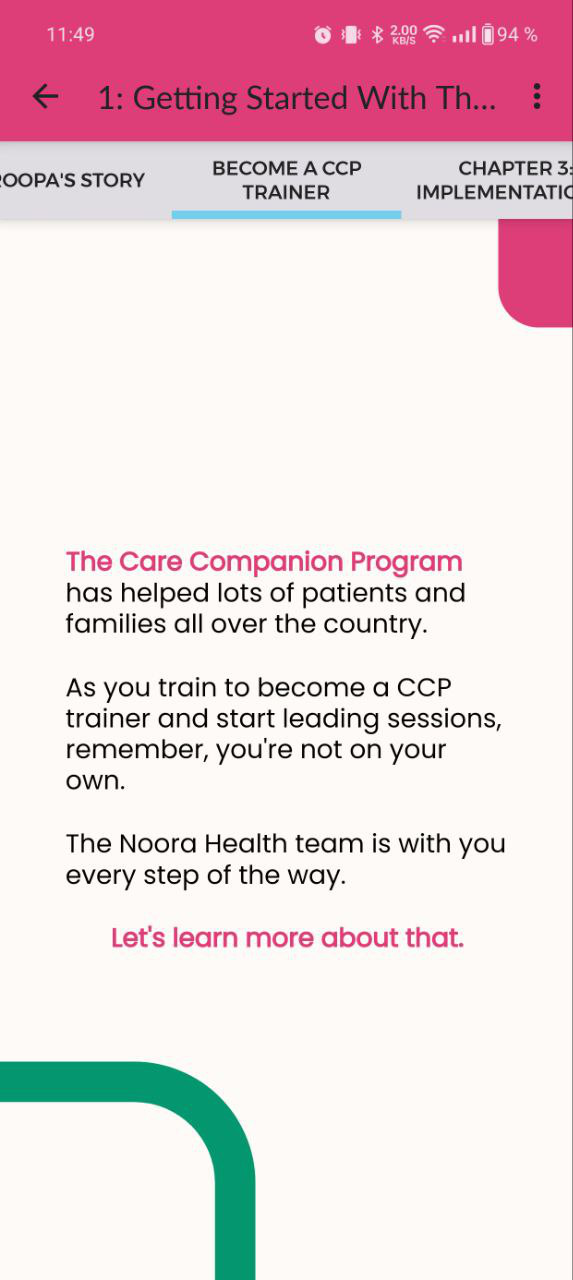 11:49
2.00
KB/S
94 %
1: Getting Started With Th...
ROOPA'S STORY
BECOME A CCP
TRAINER
CHAPTER 3:
IMPLEMENTATIO
The Care Companion Program
has helped lots of patients and
families all over the country.
As you train to become a CCP
trainer and start leading sessions,
remember, you're not on your
own.
The Noora Health team is with you
every step of the way.
Let's learn more about that.